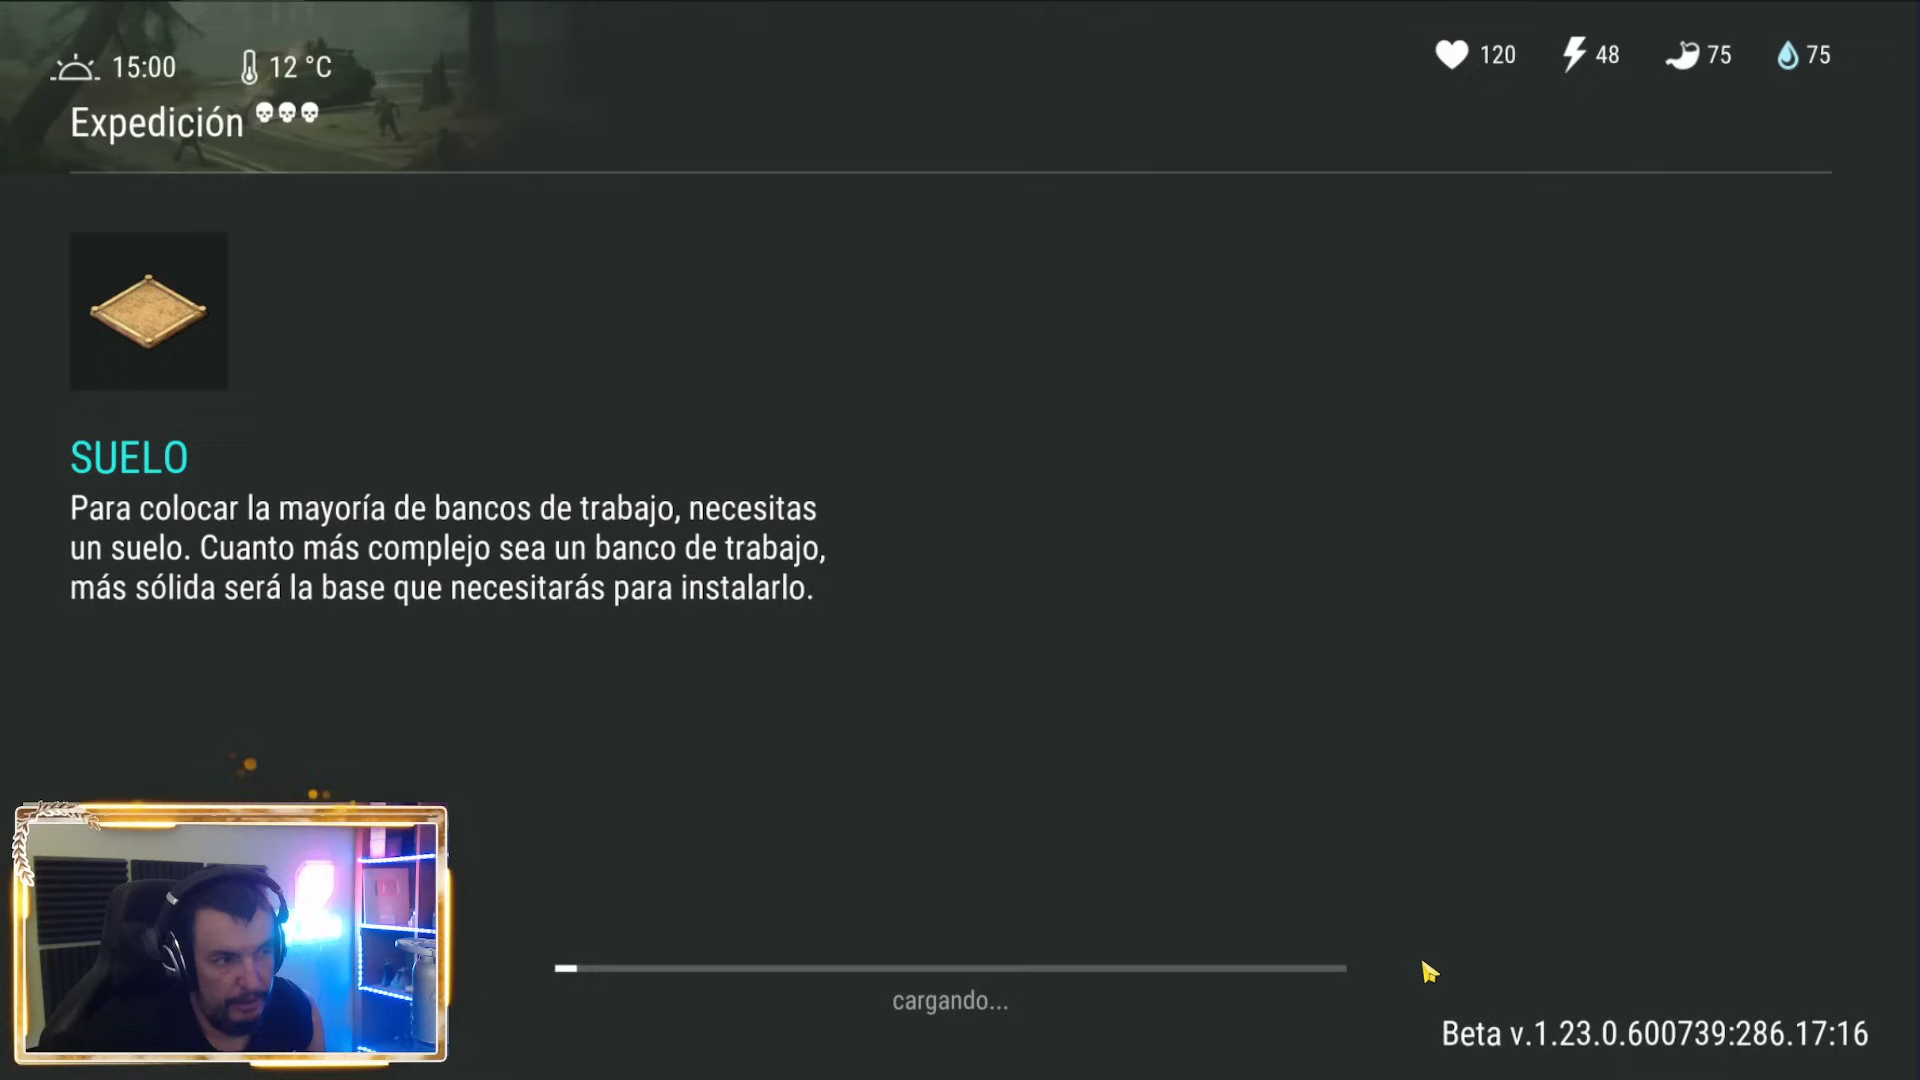 15:00
12 °C
120
48
75
75
Expedición
SUELO
Para colocar la mayoría de bancos de trabajo, necesitas
un suelo. Cuanto más complejo sea un banco de trabajo,
más sólida será la base que necesitarás para instalarlo.
cargando...
Beta v.1.23.0.600739:286.17:16